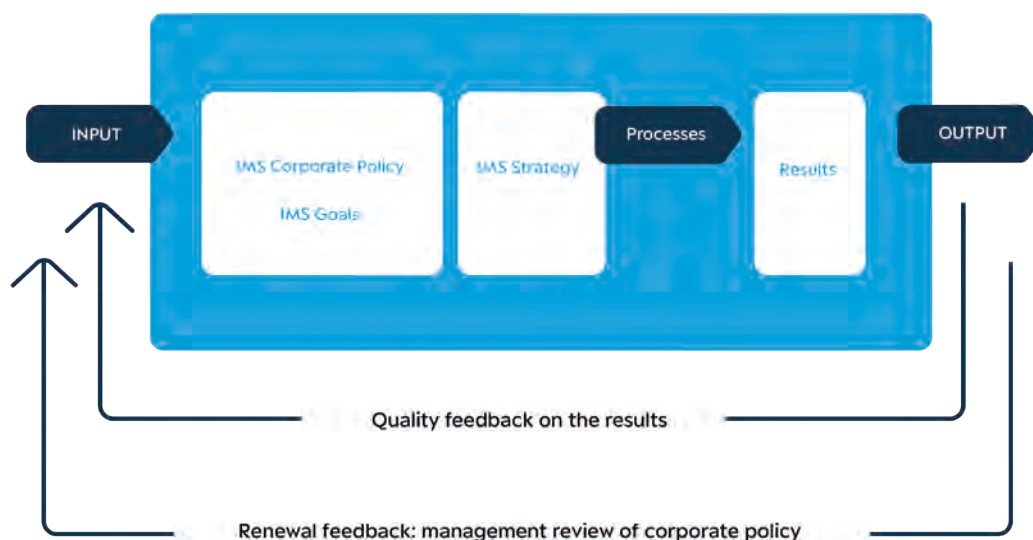 INPUT
IMS Corporate Policy
IMS Goals
IMS Strategy
Processes
Results
OUTPUT
Quality feedback on the results
Renewal feedback: management review of corporate policy